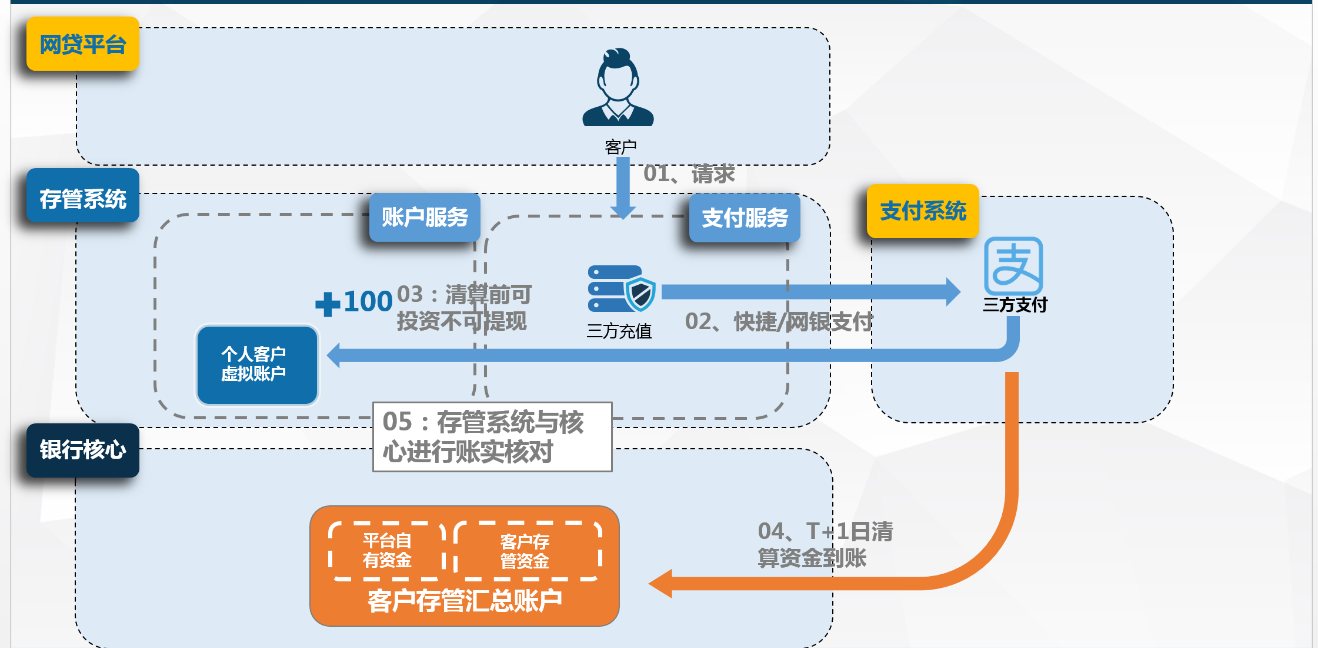 网贷平台
客户
01、请求
存管系统
账户服务
支付服务
支付系统
支
三方支付
+100
03：清算前可
投资不可提现
三方充值
02、快捷/网银支付
个人客户
虚拟账户
05：存管系统与核
心进行账实核对
银行核心
平台自
有资金
客户存
管资金
客户存管汇总账户
04、T+1日清
算资金到账